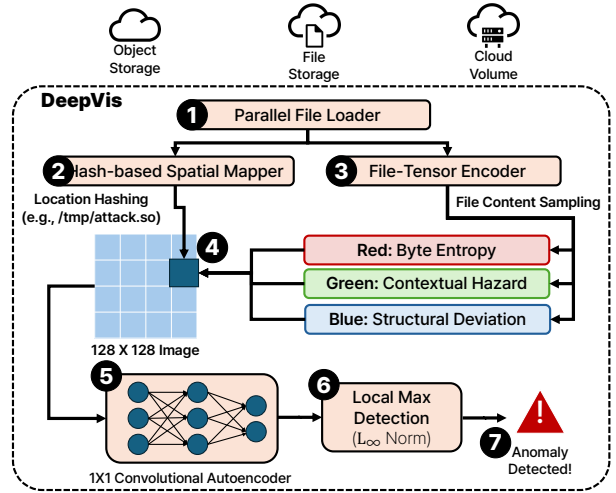 Object
Storage
File
Storage
Cloud
Volume
DeepVis
1 Parallel File Loader
2 Hash-based Spatial Mapper
3 File-Tensor Encoder
Location Hashing
(e.g., /tmp/attack.so)
File Content Sampling
4
Red: Byte Entropy
Green: Contextual Hazard
Blue: Structural Deviation
128 X 128 Image
5
1X1 Convolutional Autoencoder
6
Local Max
Detection
(L∞ Norm)
7
!
Anomaly
Detected!